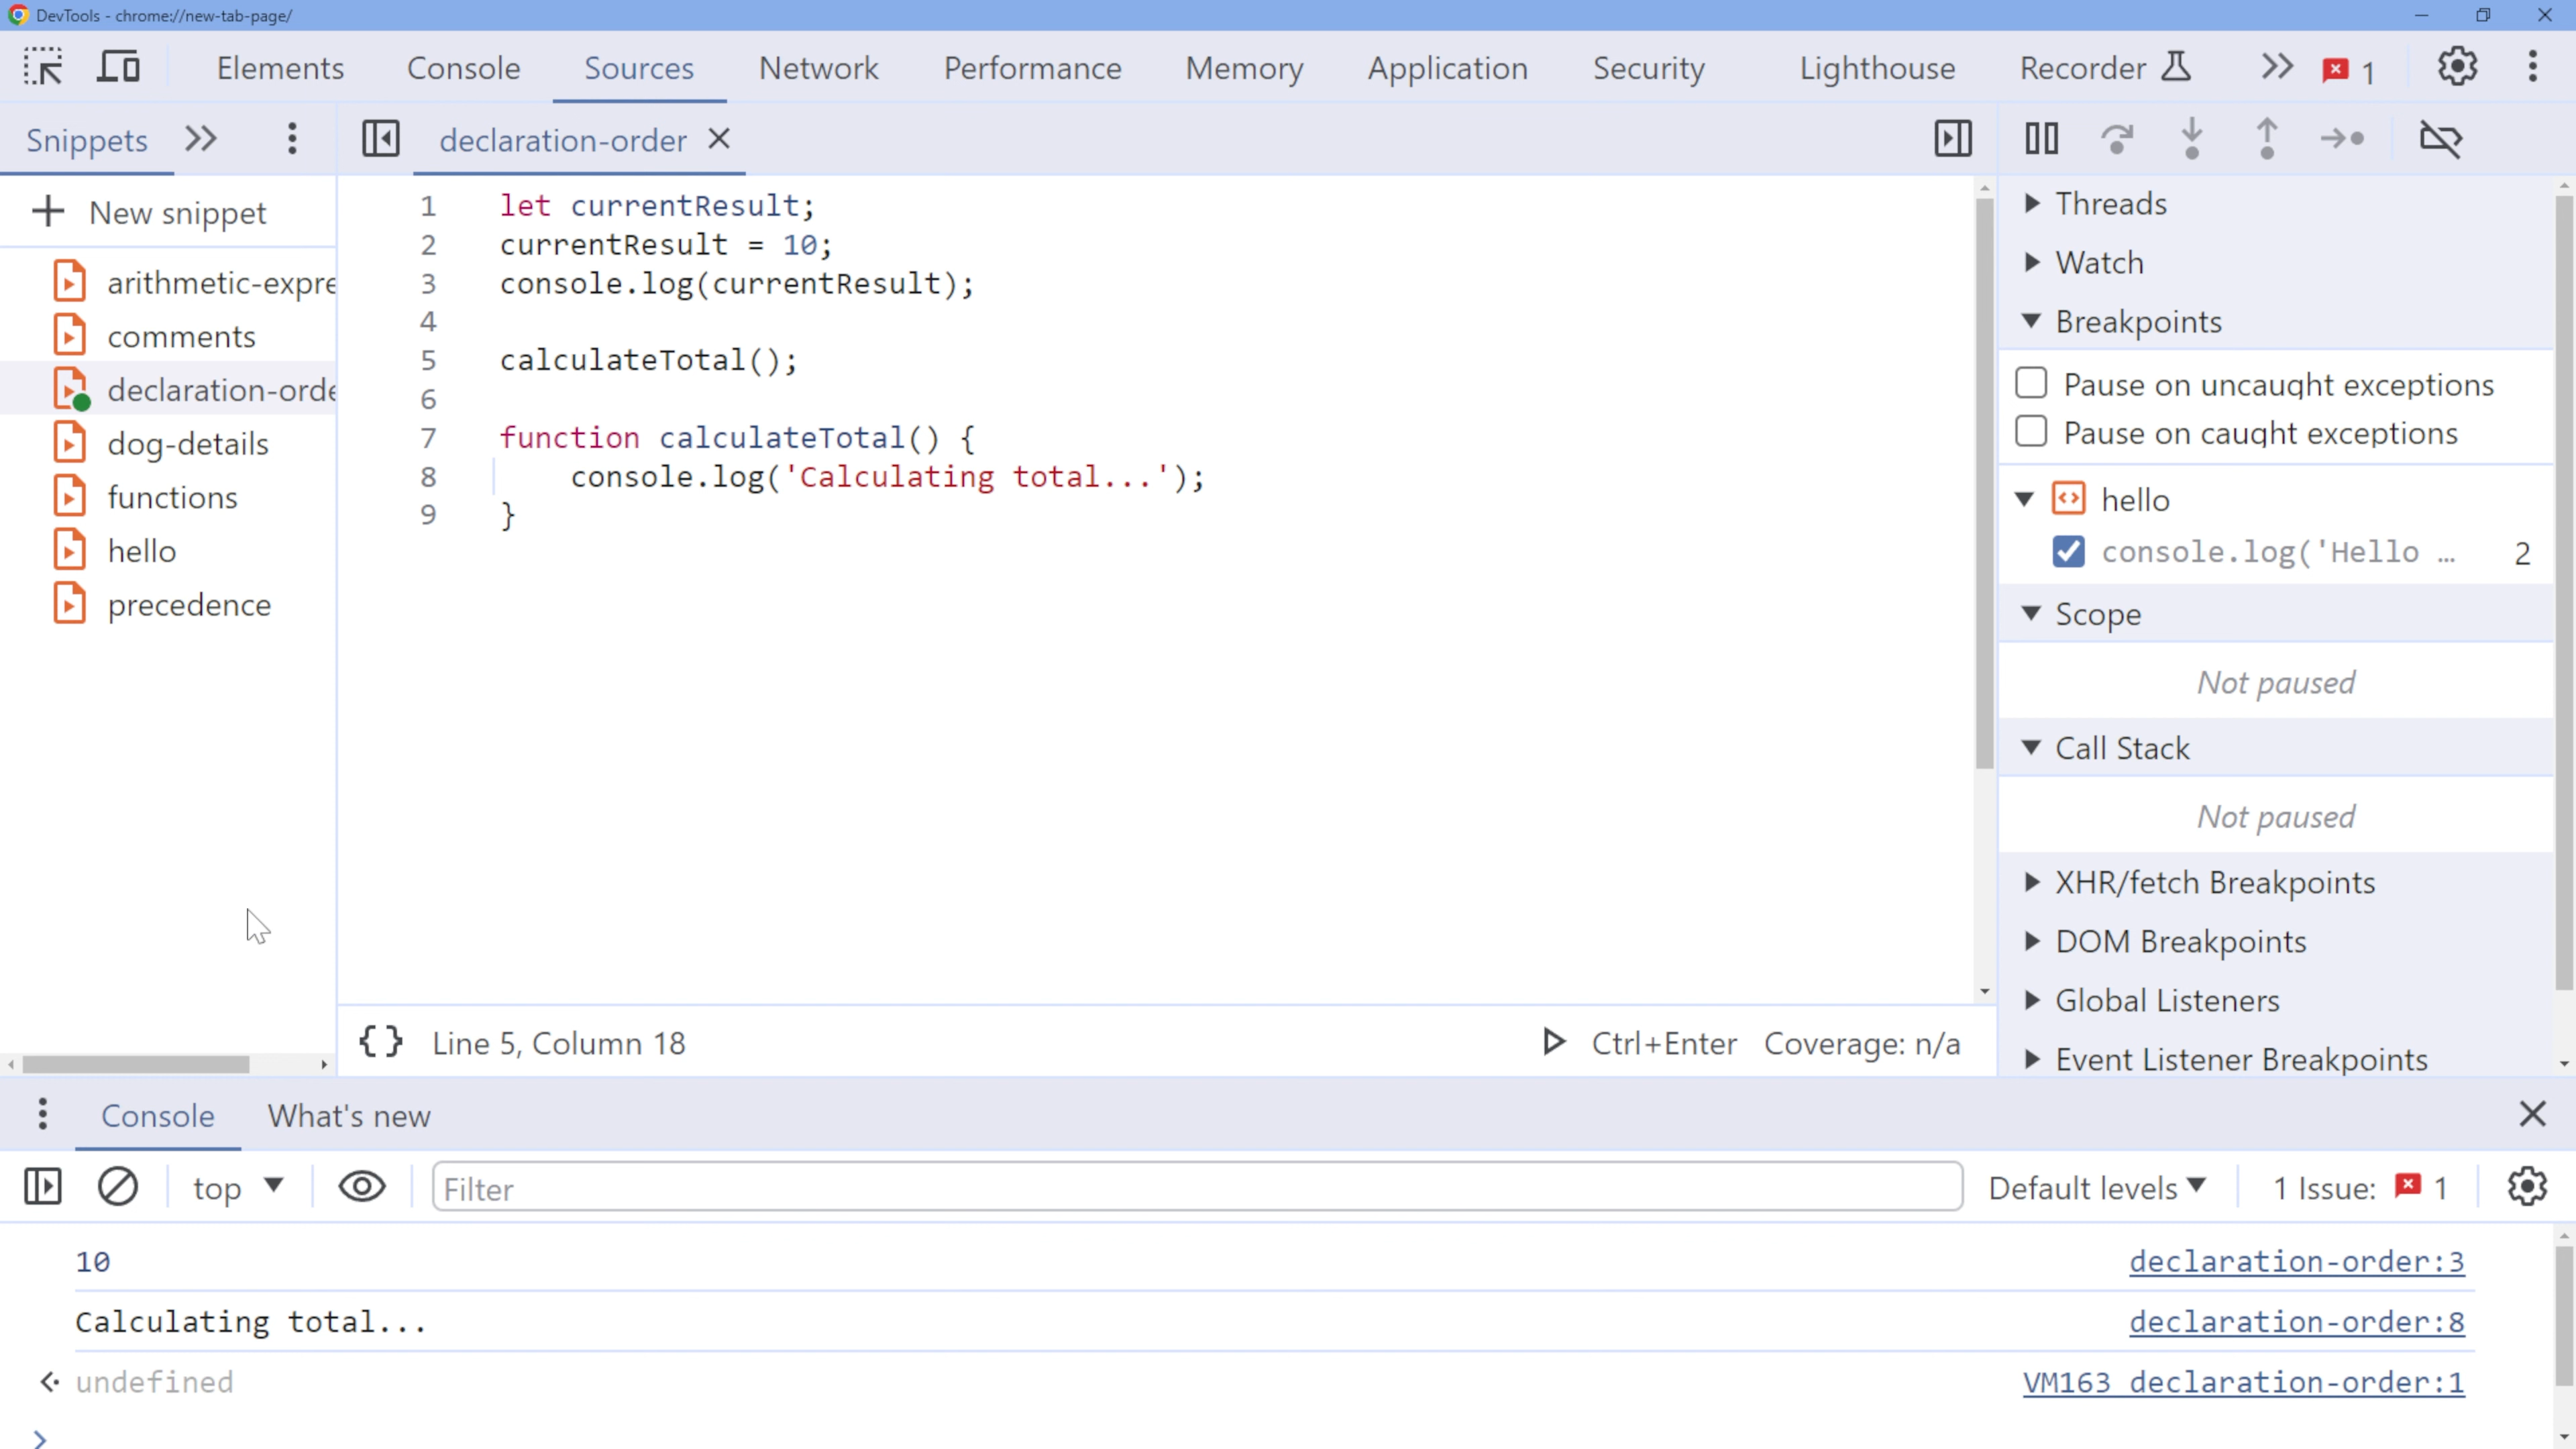 DevTools - chrome://new-tab-page/
Elements Console Sources Network Performance Memory Application Security Lighthouse Recorder 1
Snippets
declaration-order
New snippet
arithmetic-expre
comments
declaration-orde
dog-details
functions
hello
precedence
1 let currentResult;
2 currentResult = 10;
3 console.log(currentResult);
4
5 calculateTotal();
6
7 function calculateTotal() {
8 console.log('Calculating total...');
9 }
Line 5, Column 18
Ctrl+Enter Coverage: n/a
Threads
Watch
Breakpoints
Pause on uncaught exceptions
Pause on caught exceptions
hello
console.log('Hello … 2
Scope
Not paused
Call Stack
Not paused
XHR/fetch Breakpoints
DOM Breakpoints
Global Listeners
Event Listener Breakpoints
Console What's new
top Filter Default levels 1 Issue: 1
10 declaration-order:3
Calculating total... declaration-order:8
undefined VM163 declaration-order:1